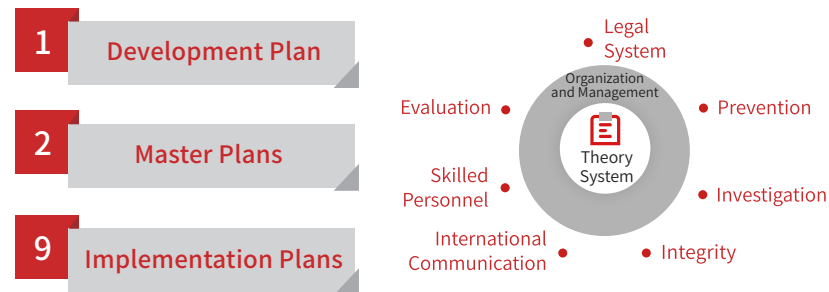 1
Development Plan
2
Master Plans
9
Implementation Plans
Legal
System
Organization
and Management
Evaluation
Prevention
Theory
System
Skilled
Personnel
Investigation
International
Communication
Integrity